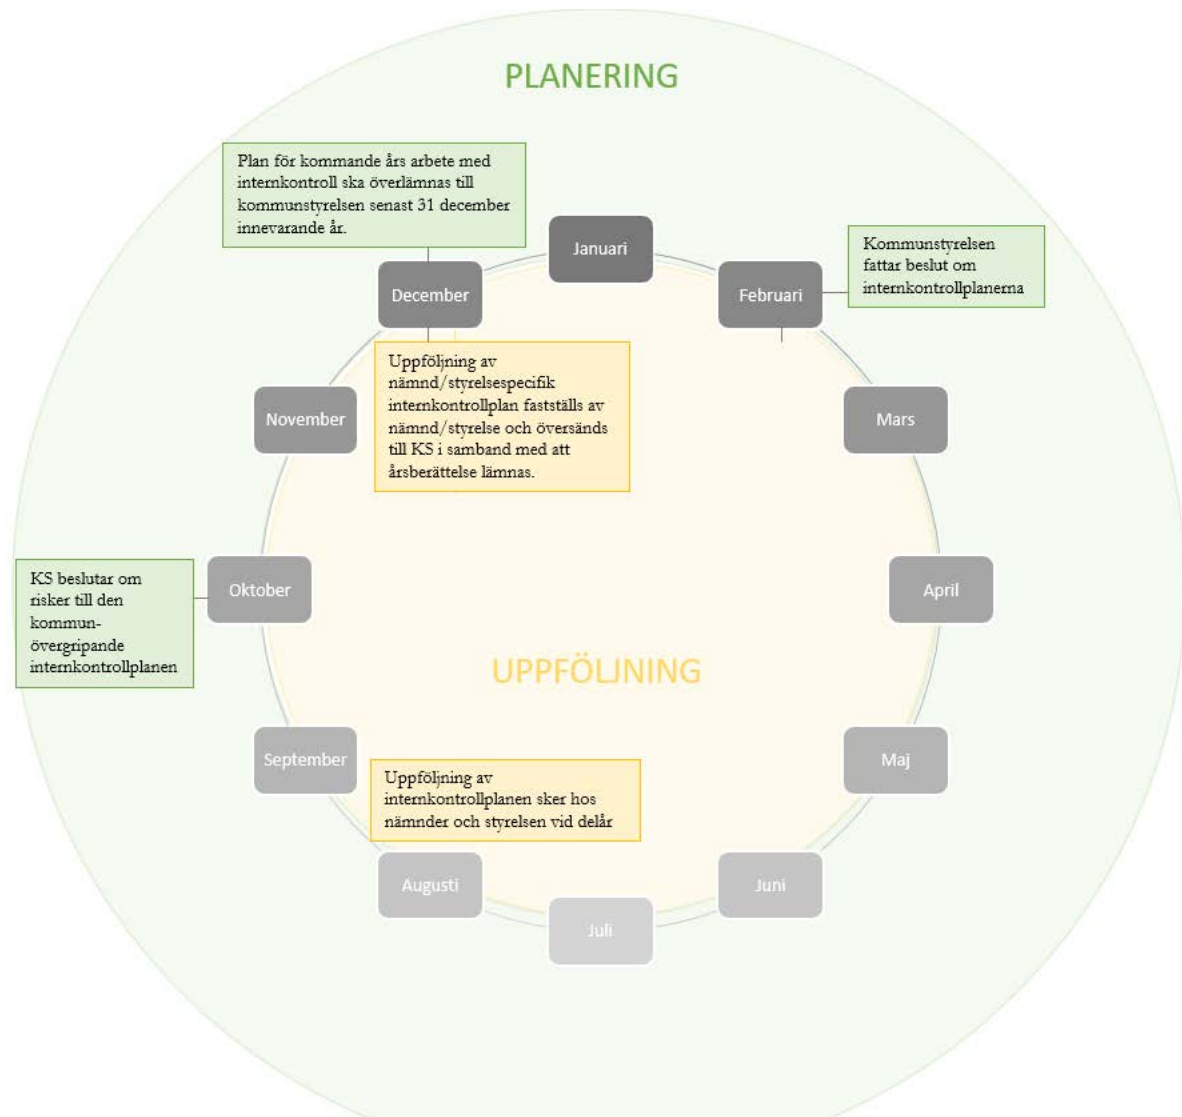 PLANERING
Plan för kommande års arbete med
internkontroll ska överlämnas till
kommunstyrelsen senast 31 december
innevarande år.
Januari
Kommunstyrelsen
fattar beslut om
internkontrollplanerna
December
Februari
Uppföljning av
nämnd/styrelsespecifik
internkontrollplan fastställs av
nämnd/styrelse och översänds
till KS i samband med att
årsberättelse lämnas.
November
Mars
KS beslutar om
risker till den
kommun-
övergripande
internkontrollplanen
Oktober
April
UPPFÖLJNING
September
Maj
Uppföljning av
internkontrollplanen sker hos
nämnder och styrelsen vid delår
Augusti
Juni
Juli